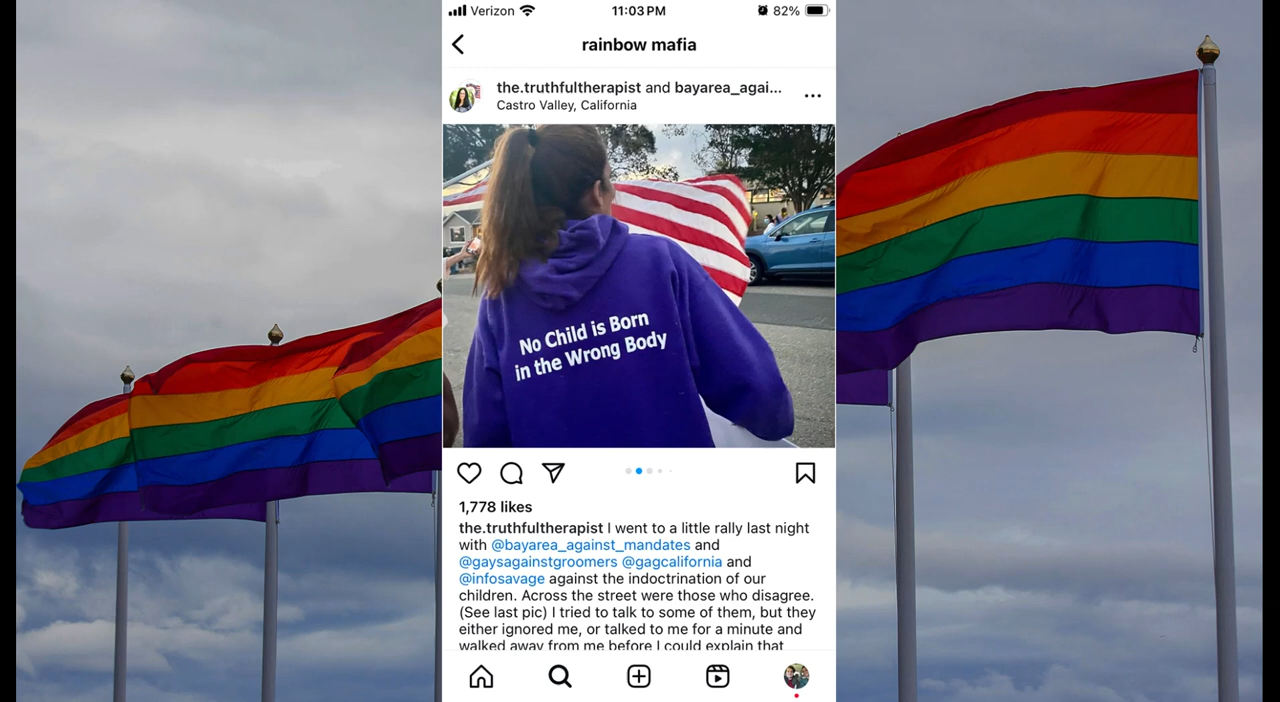 Verizon 11:03 PM 82%
rainbow mafia
the.truthfultherapist and bayarea_agai...
Castro Valley, California
No Child is Born
in the Wrong Body
1,778 likes
the.truthfultherapist I went to a little rally last night
with @bayarea_against_mandates and
@gaysagainstgroomers @gagcalifornia and
@infosavage against the indoctrination of our
children. Across the street were those who disagree.
(See last pic) I tried to talk to some of them, but they
either ignored me, or talked to me for a minute and
walked away from me before I could explain that